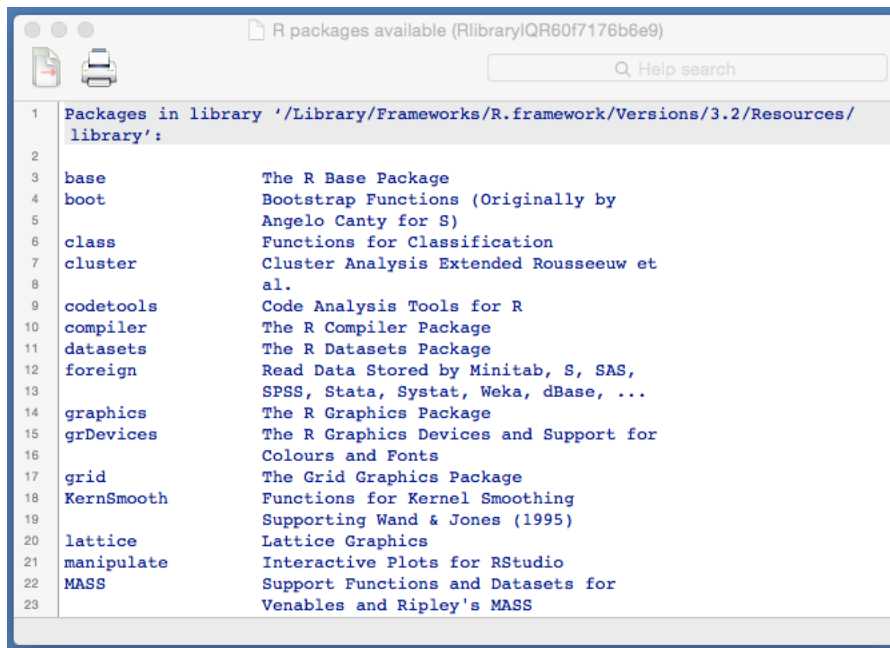 R packages available (RlibraryIQR60f7176b6e9)
Help search
1 Packages in library ‘/Library/Frameworks/R.framework/Versions/3.2/Resources/
library’:
2
3 base The R Base Package
4 boot Bootstrap Functions (Originally by
5 Angelo Canty for S)
6 class Functions for Classification
7 cluster Cluster Analysis Extended Rousseeuw et
8 al.
9 codetools Code Analysis Tools for R
10 compiler The R Compiler Package
11 datasets The R Datasets Package
12 foreign Read Data Stored by Minitab, S, SAS,
13 SPSS, Stata, Systat, Weka, dBase, ...
14 graphics The R Graphics Package
15 grDevices The R Graphics Devices and Support for
16 Colours and Fonts
17 grid The Grid Graphics Package
18 KernSmooth Functions for Kernel Smoothing
19 Supporting Wand & Jones (1995)
20 lattice Lattice Graphics
21 manipulate Interactive Plots for RStudio
22 MASS Support Functions and Datasets for
23 Venables and Ripley's MASS